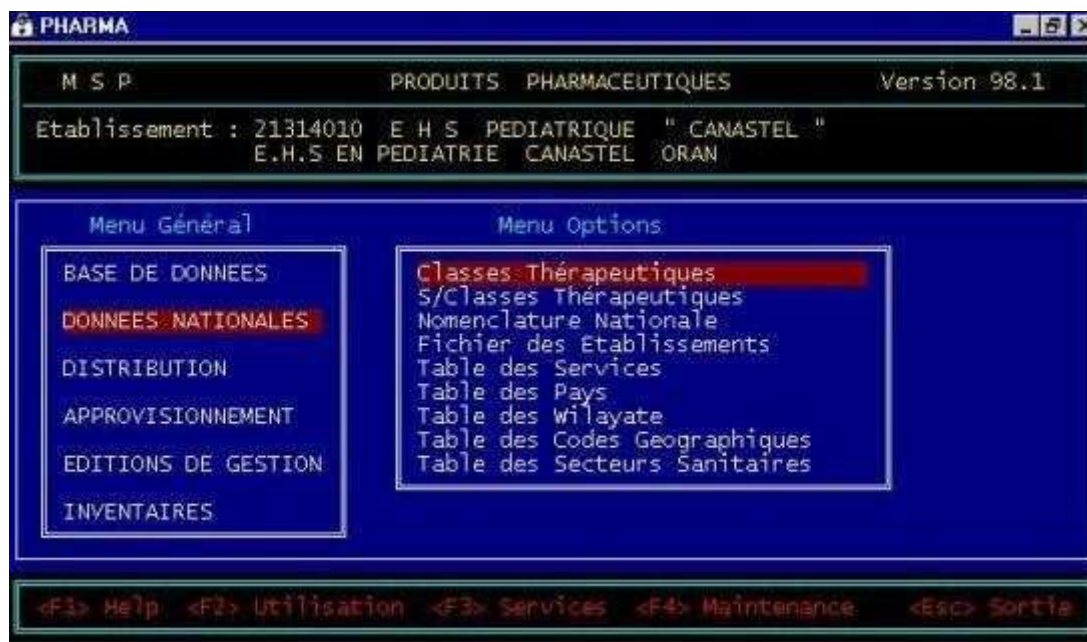 PHARMA
M S P PRODUITS PHARMACEUTIQUES Version 98.1
Etablissement : 21314010 E H S PEDIATRIQUE " CANASTEL "
E.H.S EN PEDIATRIE CANASTEL ORAN
Menu Général
BASE DE DONNEES
DONNEES NATIONALES
DISTRIBUTION
APPROVISIONNEMENT
EDITIONS DE GESTION
INVENTAIRES
Menu Options
Classes Thérapeutiques
S/Classes Thérapeutiques
Nomenclature Nationale
Fichier des Etablissements
Table des Services
Table des Pays
Table des Wilayate
Table des Codes Geographiques
Table des Secteurs Sanitaires
<F1> Help <F2> Utilisation <F3> Services <F4> Maintenance <Esc> Sortie